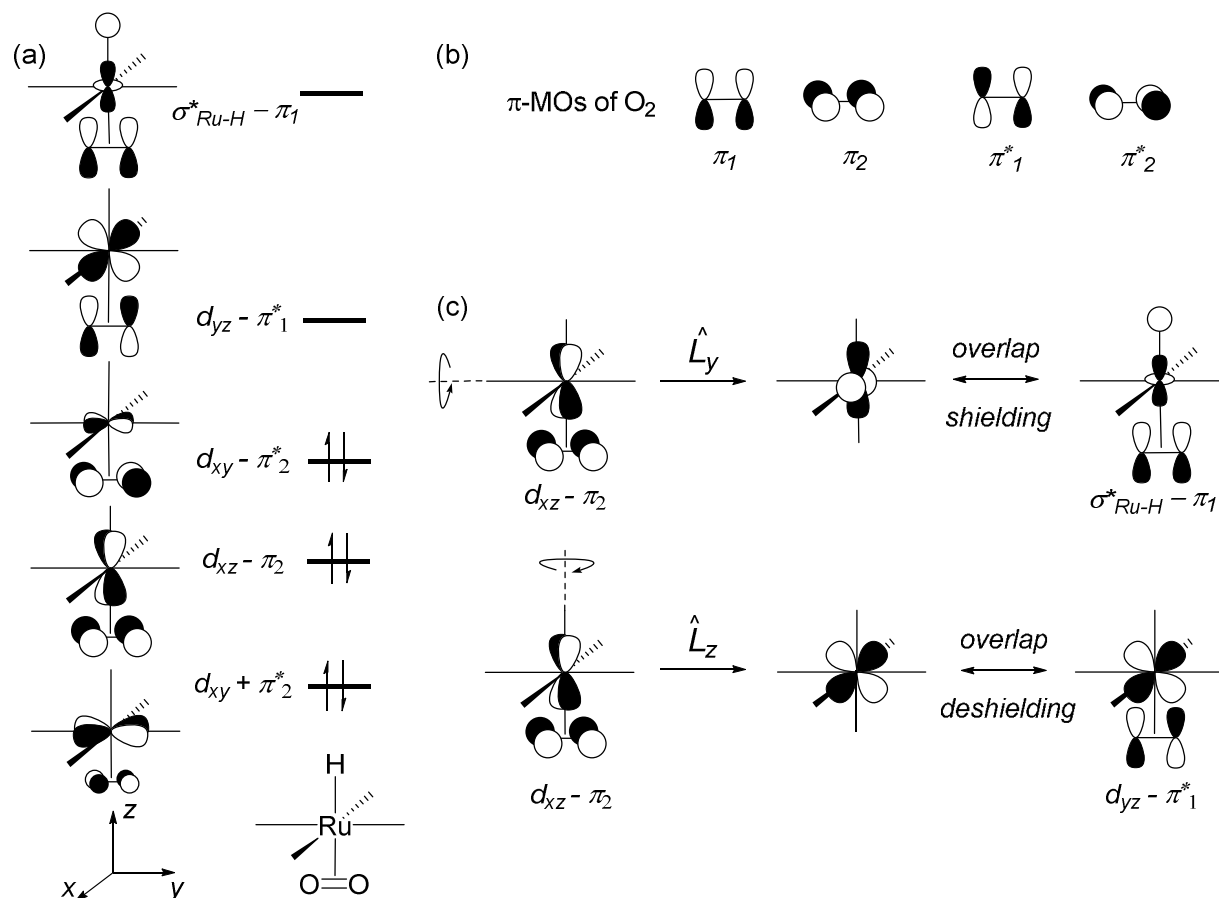 (a)
σ*Ru-H – π1
dyz - π*1
dxy - π*2
dxz - π2
dxy + π*2
z
x
y
H
Ru
O O
(b)
π-MOs of O2
π1 π2 π*1 π*2
(c)
L̂y
overlap
shielding
dxz - π2
σ*Ru-H – π1
L̂z
overlap
deshielding
dxz - π2
dyz - π*1